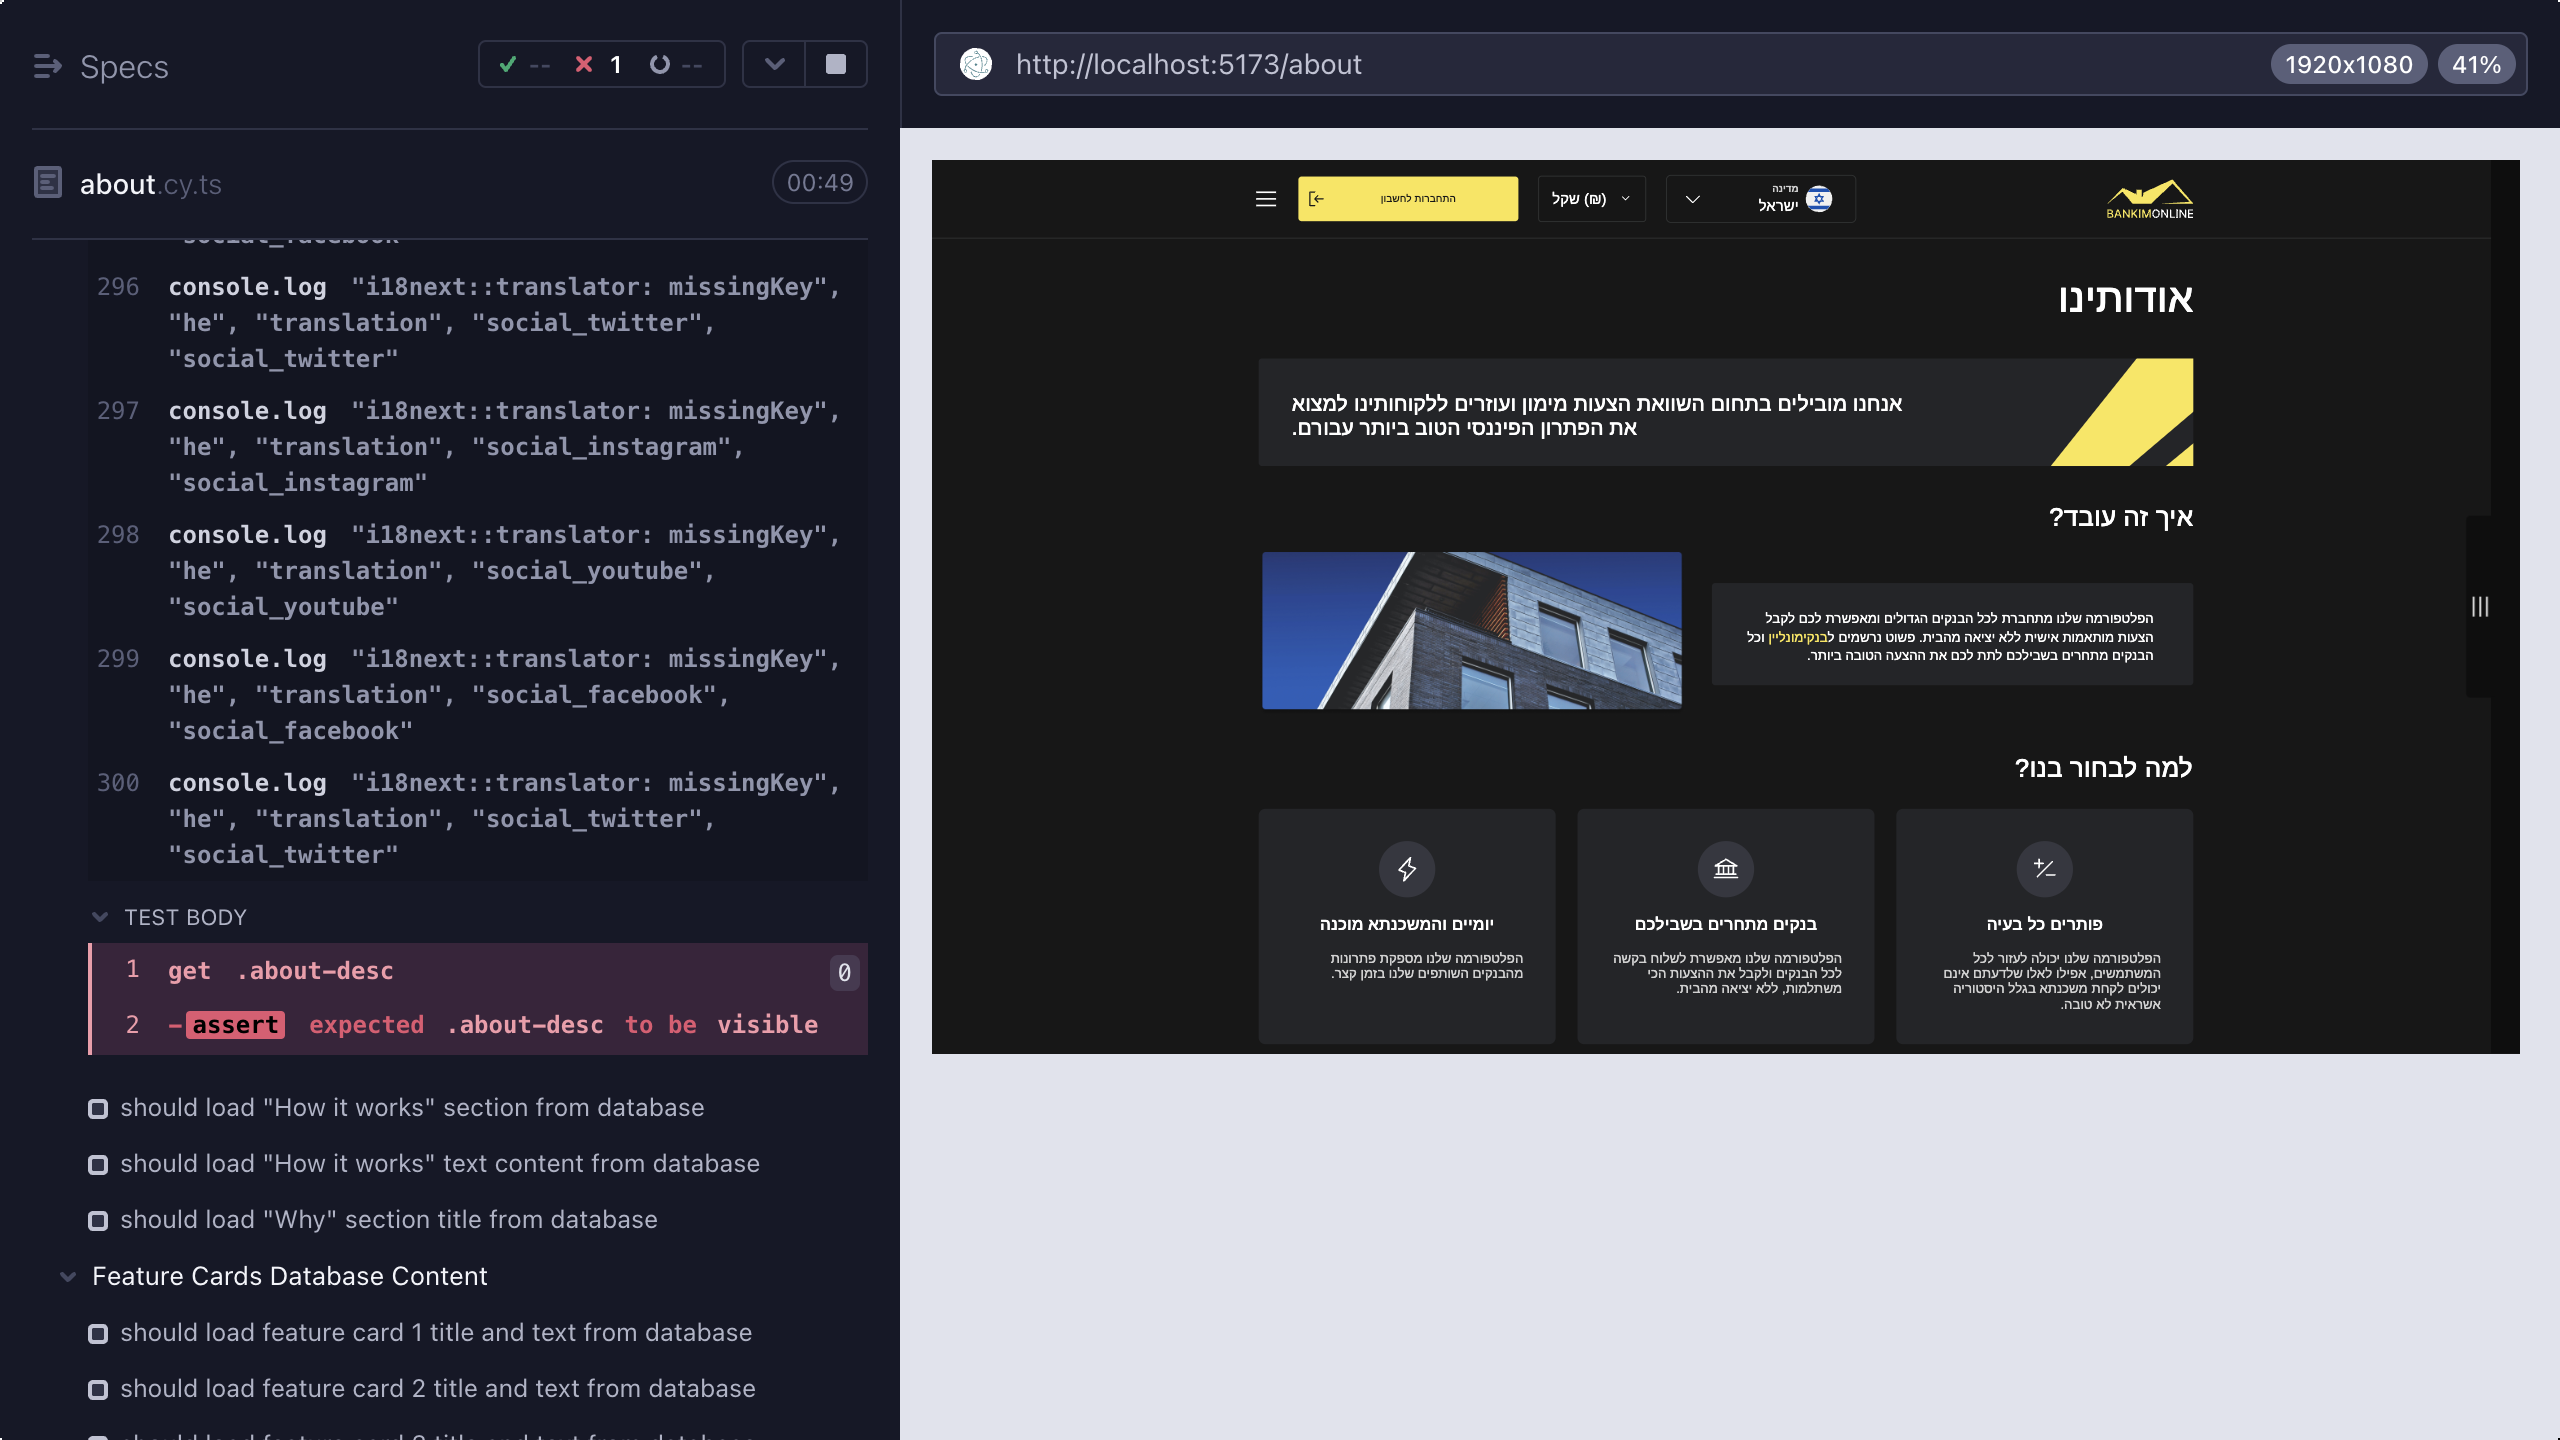 Specs
--
1
--
about.cy.ts
00:49
"social_facebook"
296 console.log "i18next::translator: missingKey",
"he", "translation", "social_twitter",
"social_twitter"
297 console.log "i18next::translator: missingKey",
"he", "translation", "social_instagram",
"social_instagram"
298 console.log "i18next::translator: missingKey",
"he", "translation", "social_youtube",
"social_youtube"
299 console.log "i18next::translator: missingKey",
"he", "translation", "social_facebook",
"social_facebook"
300 console.log "i18next::translator: missingKey",
"he", "translation", "social_twitter",
"social_twitter"
TEST BODY
1 get .about-desc 0
2 -assert expected .about-desc to be visible
should load "How it works" section from database
should load "How it works" text content from database
should load "Why" section title from database
Feature Cards Database Content
should load feature card 1 title and text from database
should load feature card 2 title and text from database
http://localhost:5173/about
1920x1080
41%
BANKIMONLINE
מדינה
ישראל
שקל (₪)
התחברות לחשבון
אודותינו
אנחנו מובילים בתחום השוואת הצעות מימון ועוזרים ללקוחותינו למצוא
את הפתרון הפיננסי הטוב ביותר עבורם.
איך זה עובד?
הפלטפורמה שלנו מתחברת לכל הבנקים הגדולים ומאפשרת לכם לקבל
הצעות מותאמות אישית ללא יציאה מהבית. פשוט נרשמים לבנקימונליין וכל
הבנקים מתחרים בשבילכם לתת לכם את ההצעה הטובה ביותר.
למה לבחור בנו?
פותרים כל בעיה
הפלטפורמה שלנו יכולה לעזור לכל
המשתמשים, אפילו לאלו שלדעתם אינם
יכולים לקחת משכנתא בגלל היסטוריה
אשראית לא טובה.
בנקים מתחרים בשבילכם
הפלטפורמה שלנו מאפשרת לשלוח בקשה
לכל הבנקים ולקבל את ההצעות הכי
משתלמות, ללא יציאה מהבית.
יומיים והמשכנתא מוכנה
הפלטפורמה שלנו מספקת פתרונות
מהבנקים השותפים שלנו בזמן קצר.